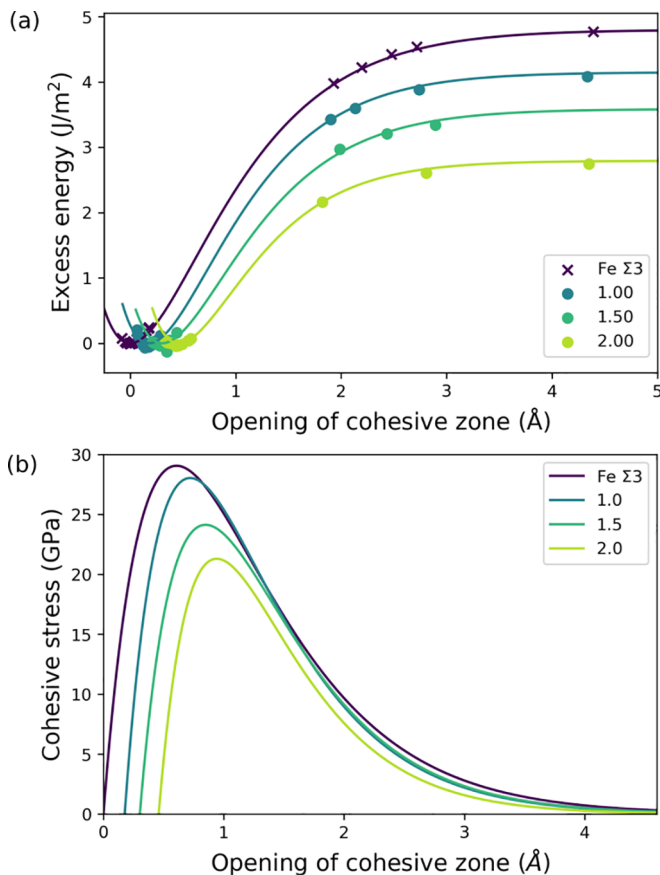 (a)
Excess energy (J/m²)
5
4
3
2
1
0
Fe Σ3
1.00
1.50
2.00
0 1 2 3 4 5
Opening of cohesive zone (Å)
(b)
Cohesive stress (GPa)
30
25
20
15
10
5
0
Fe Σ3
1.0
1.5
2.0
0 1 2 3 4
Opening of cohesive zone (Å)